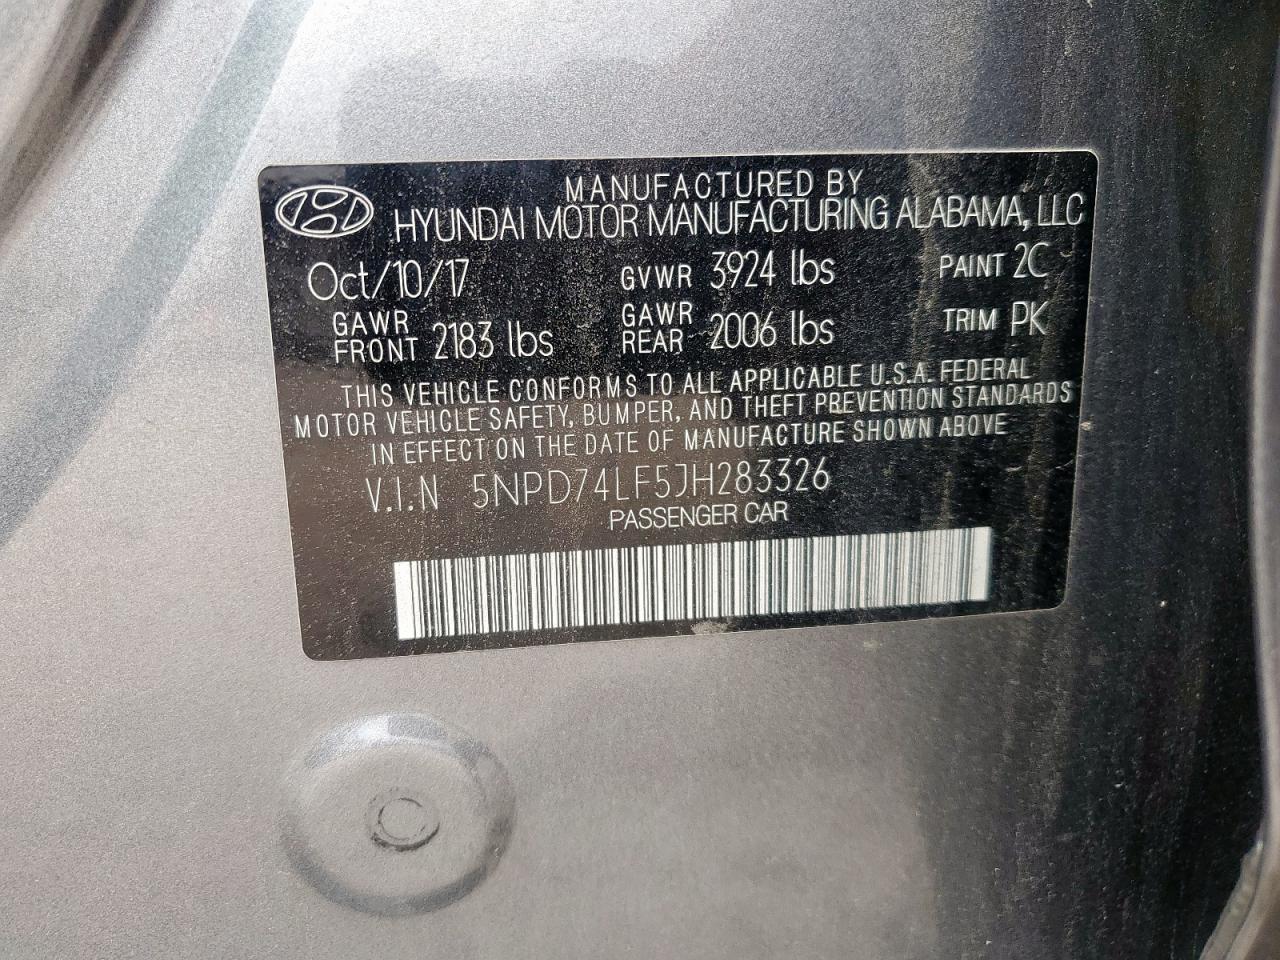 MANUFACTURED BY
HYUNDAI MOTOR MANUFACTURING ALABAMA, LLC
Oct/10/17 GVWR 3924 lbs PAINT 2C
GAWR FRONT 2183 lbs GAWR REAR 2006 lbs TRIM PK
THIS VEHICLE CONFORMS TO ALL APPLICABLE U.S.A. FEDERAL
MOTOR VEHICLE SAFETY, BUMPER, AND THEFT PREVENTION STANDARDS
IN EFFECT ON THE DATE OF MANUFACTURE SHOWN ABOVE
V.I.N 5NPD74LF5JH283326
PASSENGER CAR